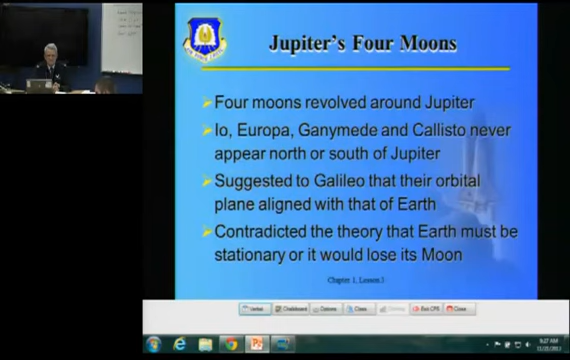 Jupiter's Four Moons
Four moons revolved around Jupiter
Io, Europa, Ganymede and Callisto never
appear north or south of Jupiter
Suggested to Galileo that their orbital
plane aligned with that of Earth
Contradicted the theory that Earth must be
stationary or it would lose its Moon
Chapter 1, Lesson 3
Chalkboard Options Class Exit CPS Close
9:27 AM